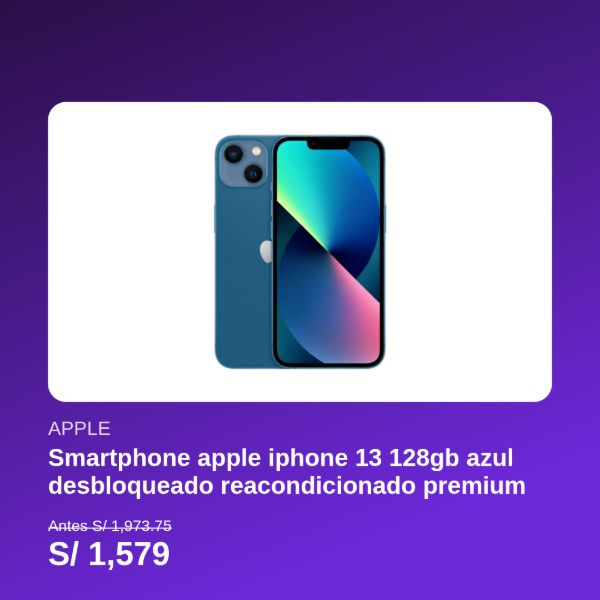 APPLE
Smartphone apple iphone 13 128gb azul
desbloqueado reacondicionado premium
Antes S/ 1,973.75
S/ 1,579